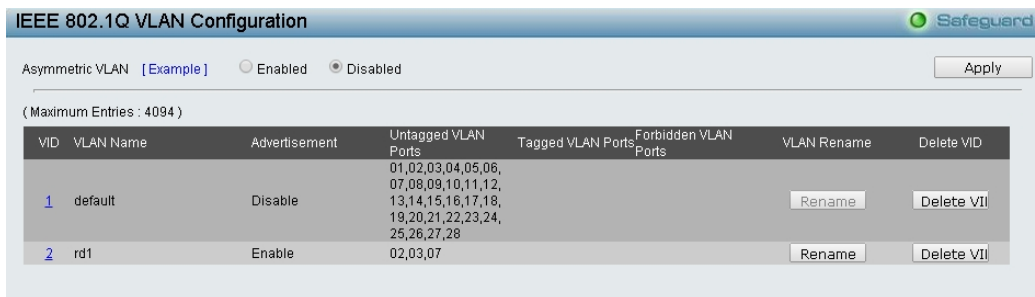 IEEE 802.1Q VLAN Configuration
Safeguard
Asymmetric VLAN [Example] Enabled Disabled Apply
(Maximum Entries : 4094)
VID VLAN Name Advertisement Untagged VLAN Ports Tagged VLAN Ports Forbidden VLAN Ports VLAN Rename Delete VID
1 default Disable 01,02,03,04,05,06,
07,08,09,10,11,12,
13,14,15,16,17,18,
19,20,21,22,23,24,
25,26,27,28 Rename Delete VII
2 rd1 Enable 02,03,07 Rename Delete VII